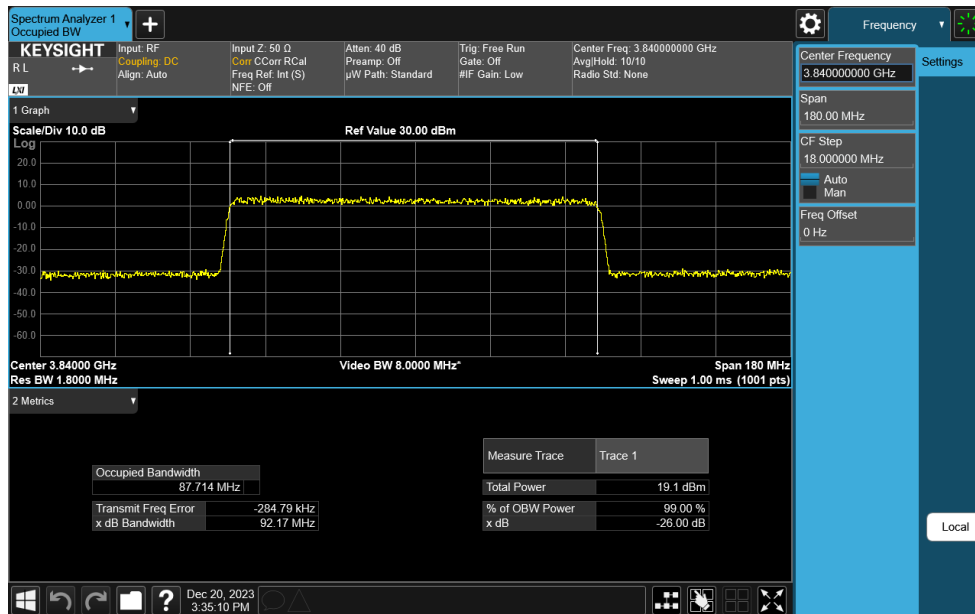 Spectrum Analyzer 1
Occupied BW
Frequency
KEYSIGHT
R L
LXI
Input: RF
Coupling: DC
Align: Auto
Input Z: 50 Ω
Corr CCorr RCal
Freq Ref: Int (S)
NFE: Off
Atten: 40 dB
Preamp: Off
µW Path: Standard
Trig: Free Run
Gate: Off
#IF Gain: Low
Center Freq: 3.840000000 GHz
Avg|Hold: 10/10
Radio Std: None
Center Frequency
3.840000000 GHz
Settings
Span
180.00 MHz
CF Step
18.000000 MHz
Auto
Man
Freq Offset
0 Hz
1 Graph
Scale/Div 10.0 dB
Ref Value 30.00 dBm
Log
20.0
10.0
0.00
-10.0
-20.0
-30.0
-40.0
-50.0
-60.0
Center 3.84000 GHz
Video BW 8.0000 MHz*
Span 180 MHz
Res BW 1.8000 MHz
Sweep 1.00 ms (1001 pts)
2 Metrics
Measure Trace Trace 1
Occupied Bandwidth
87.714 MHz
Total Power 19.1 dBm
Transmit Freq Error -284.79 kHz
% of OBW Power 99.00 %
x dB Bandwidth 92.17 MHz
x dB -26.00 dB
Local
?
Dec 20, 2023
3:35:10 PM